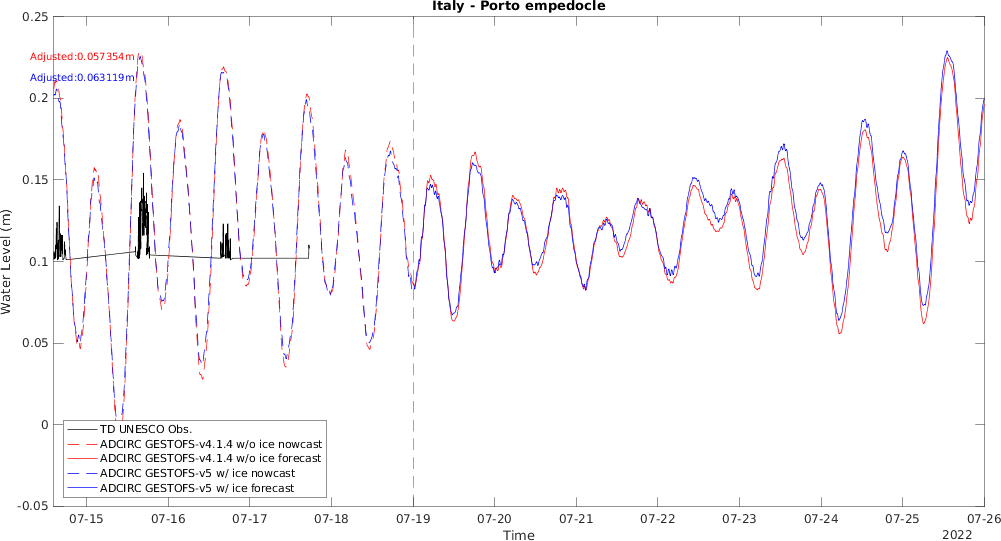 Italy - Porto empedocle
0.25
Adjusted:0.057354m
Adjusted:0.063119m
0.2
0.15
0.1
0.05
0
-0.05
Water Level (m)
TD UNESCO Obs.
ADCIRC GESTOFS-v4.1.4 w/o ice nowcast
ADCIRC GESTOFS-v4.1.4 w/o ice forecast
ADCIRC GESTOFS-v5 w/ ice nowcast
ADCIRC GESTOFS-v5 w/ ice forecast
07-15 07-16 07-17 07-18 07-19 07-20 07-21 07-22 07-23 07-24 07-25 07-26
Time
2022